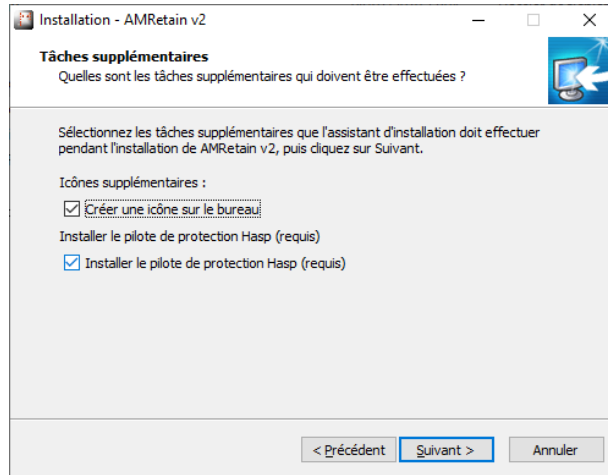 Installation - AMRetain v2
Tâches supplémentaires
Quelles sont les tâches supplémentaires qui doivent être effectuées ?
Sélectionnez les tâches supplémentaires que l'assistant d'installation doit effectuer
pendant l'installation de AMRetain v2, puis cliquez sur Suivant.
Icônes supplémentaires :
Créer une icône sur le bureau
Installer le pilote de protection Hasp (requis)
Installer le pilote de protection Hasp (requis)
< Précédent
Suivant >
Annuler